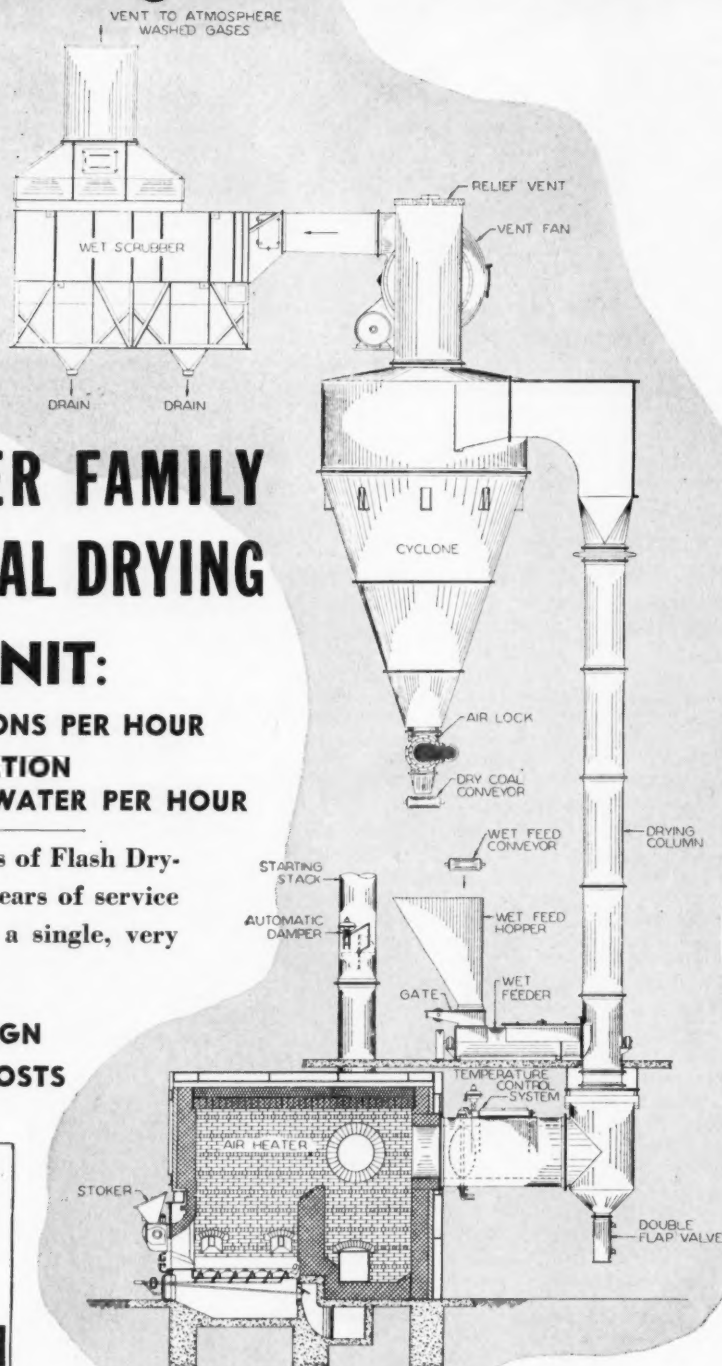 VENT TO ATMOSPHERE
WASHED GASES
RELIEF VENT
VENT FAN
WET SCRUBBER
DRAIN
DRAIN
ER FAMILY
AL DRYING
CYCLONE
NIT:
ONS PER HOUR
TION
WATER PER HOUR
AIR LOCK
DRY COAL
CONVEYOR
WET FEED
CONVEYOR
DRYING
COLUMN
s of Flash Dry-
ears of service
a single, very
STARTING
STACK
AUTOMATIC
DAMPER
WET FEED
HOPPER
GATE
WET
FEEDER
GN
OSTS
TEMPERATURE
CONTROL
SYSTEM
AIR HEATER
STOKER
DOUBLE
FLAP VALVE